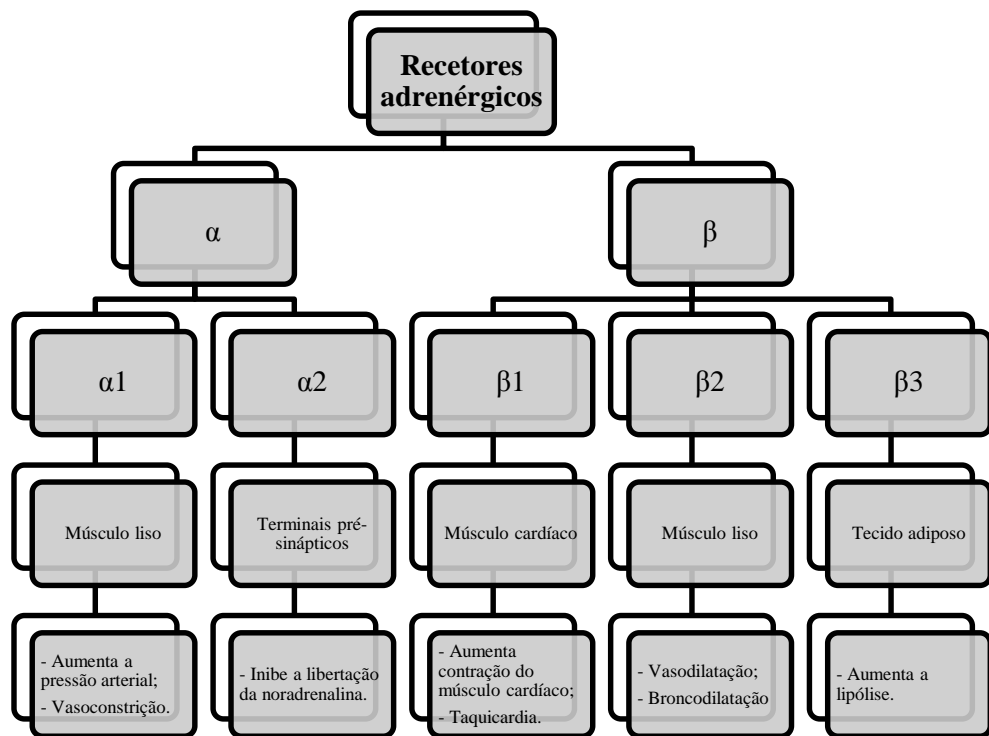 Recetores
adrenérgicos
α
β
α1
α2
β1
β2
β3
Músculo liso
Terminais pré-
sinápticos
Músculo cardíaco
Músculo liso
Tecido adiposo
- Aumenta a
pressão arterial;
- Vasoconstrição.
- Inibe a libertação
da noradrenalina.
- Aumenta
contração do
músculo cardíaco;
- Taquicardia.
- Vasodilatação;
- Broncodilatação
- Aumenta a
lipólise.